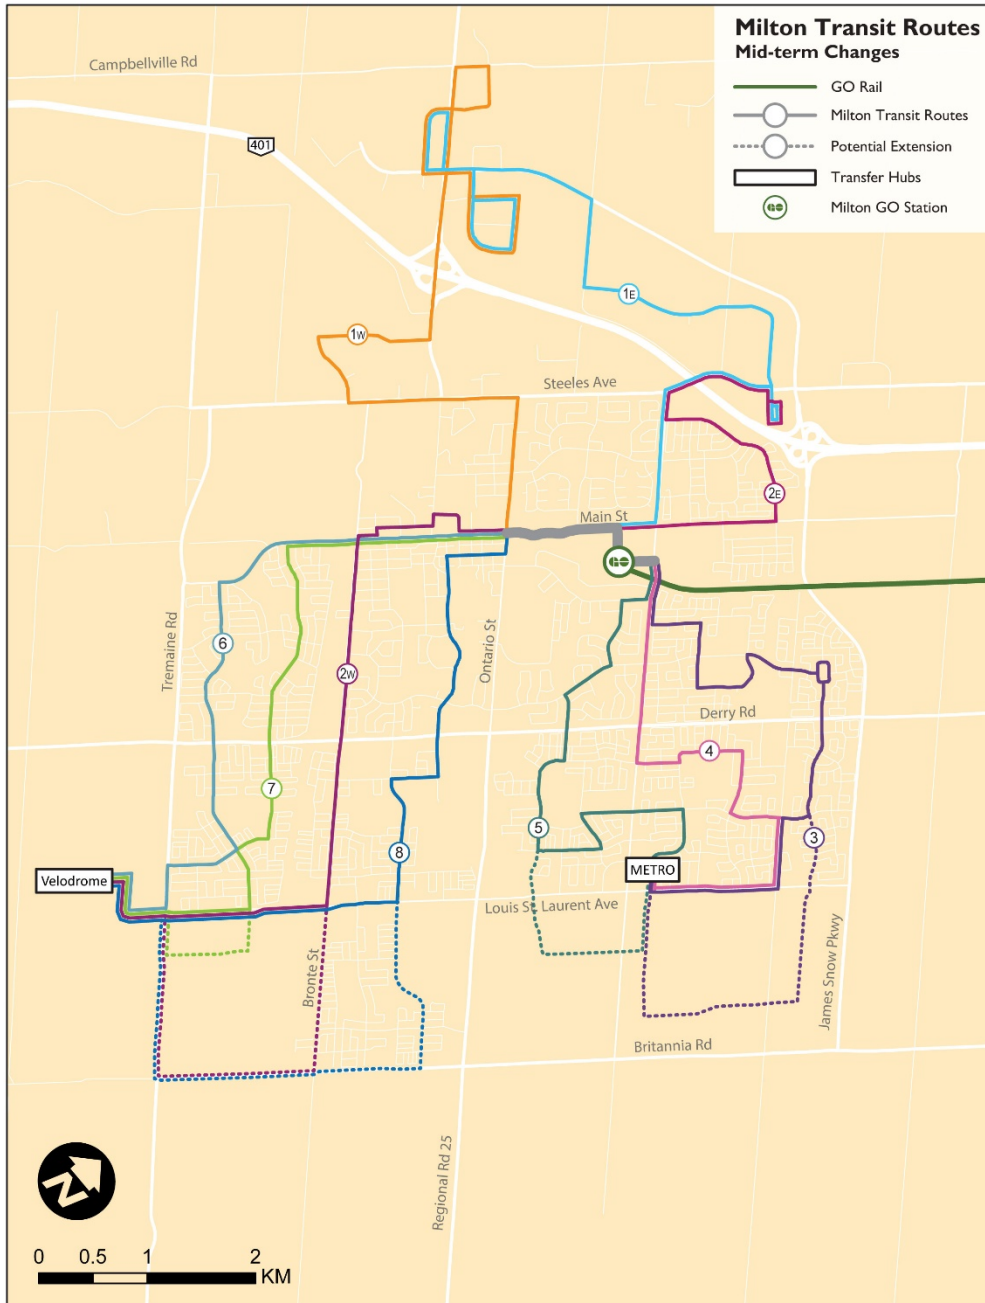 Milton Transit Routes
Mid-term Changes
GO Rail
Milton Transit Routes
Potential Extension
Transfer Hubs
GO
Milton GO Station
Campbellville Rd
401
1E
1W
Steeles Ave
2E
Main St
GO
6
Tremaine Rd
2W
Ontario St
Derry Rd
4
7
5
3
8
Velodrome
METRO
Louis St. Laurent Ave
Bronte St
James Snow Pkwy
Britannia Rd
Regional Rd 25
N
0 0.5 1 2
KM